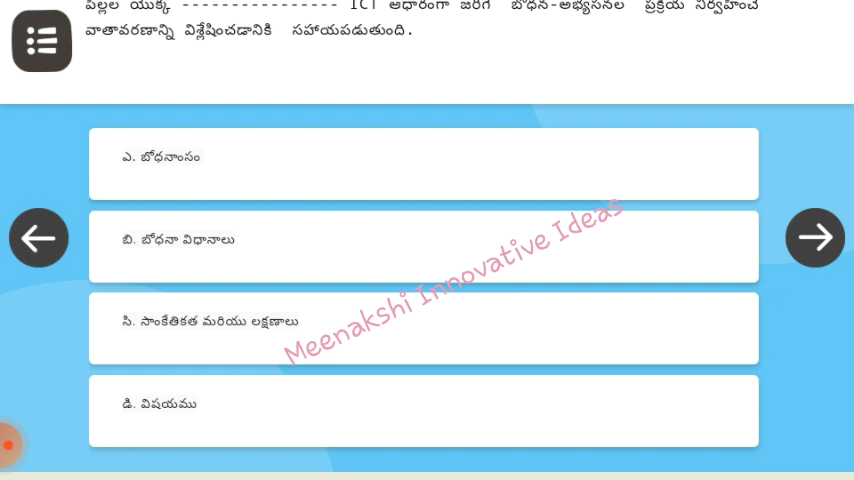 పిల్లల యొక్క ---------------- ICT ఆధారంగా జరిగే బోధన-అభ్యసనల ప్రక్రియ నిర్వహించే
వాతావరణాన్ని విశ్లేషించడానికి సహాయపడుతుంది.
ఎ. బోధనాంసం
బి. బోధనా విధానాలు
సి. సాంకేతికత మరియు లక్షణాలు
డి. విషయము
Meenakshi Innovative Ideas